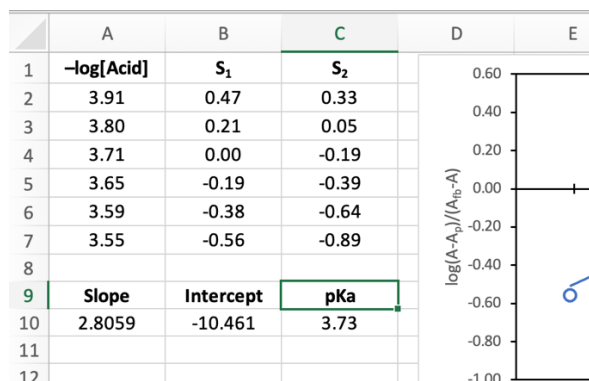 A B C D E
1 –log[Acid] S₁ S₂
2 3.91 0.47 0.33
3 3.80 0.21 0.05
4 3.71 0.00 -0.19
5 3.65 -0.19 -0.39
6 3.59 -0.38 -0.64
7 3.55 -0.56 -0.89
8
9 Slope Intercept pKa
10 2.8059 -10.461 3.73
11
12
0.60
0.40
0.20
0.00
-0.20
-0.40
-0.60
-0.80
-1.00
log(A-Aₚ)/(A_fb-A)